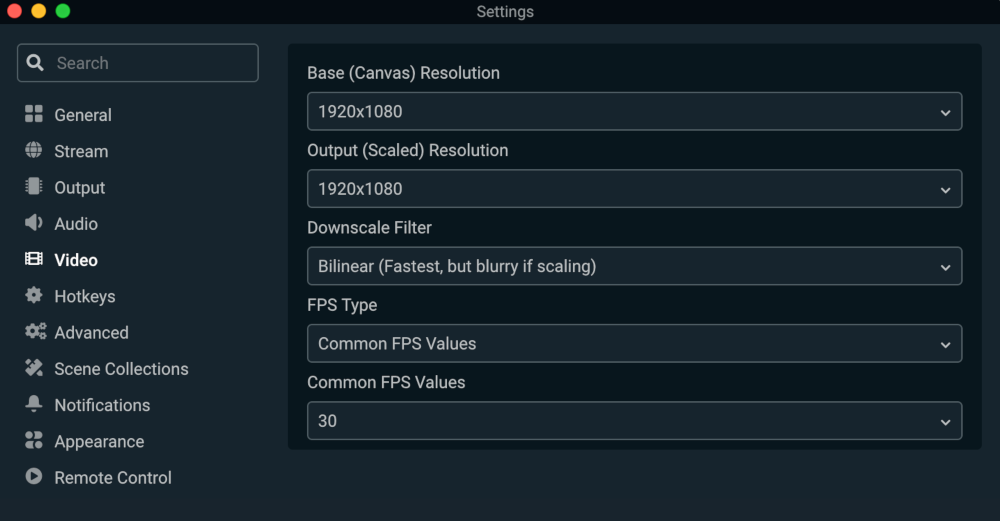 Settings
Search
General
Stream
Output
Audio
Video
Hotkeys
Advanced
Scene Collections
Notifications
Appearance
Remote Control
Base (Canvas) Resolution
1920x1080
Output (Scaled) Resolution
1920x1080
Downscale Filter
Bilinear (Fastest, but blurry if scaling)
FPS Type
Common FPS Values
Common FPS Values
30